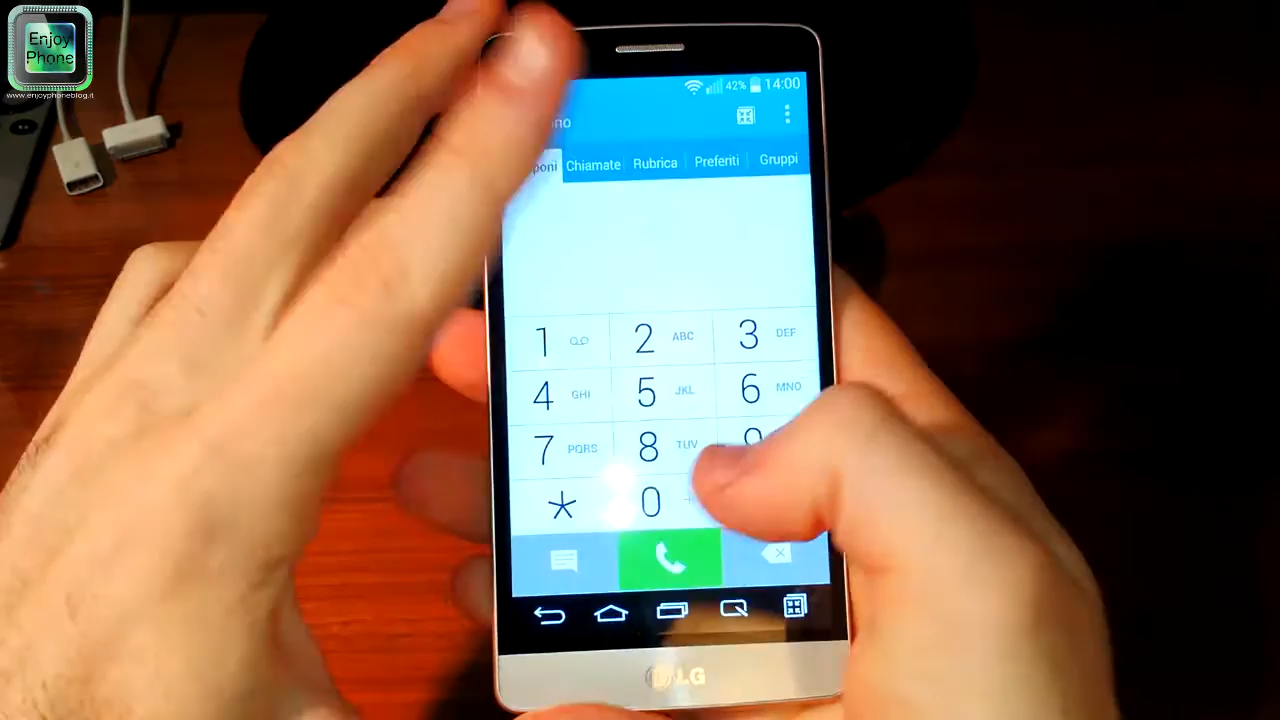 Enjoy
Phone
www.enjoyphoneblog.it
42% 14:00
Chiamate Rubrica Preferiti Gruppi
1 2 ABC 3 DEF
4 GHI 5 JKL 6 MNO
7 PQRS 8 TUV 9
* 0 +
LG